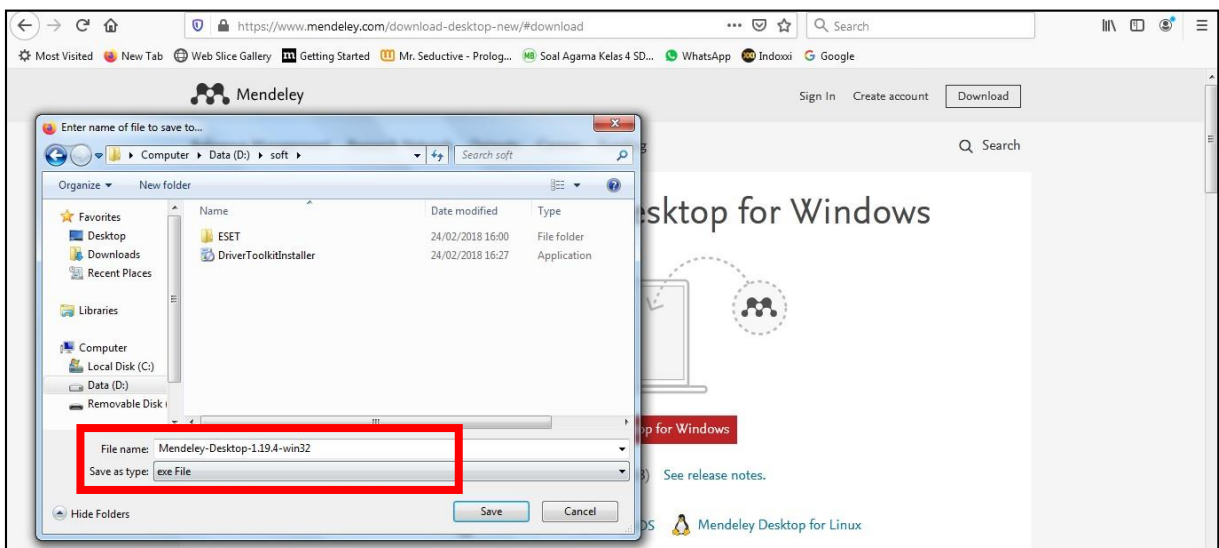 https://www.mendeley.com/download-desktop-new/#download
Search
Most Visited New Tab Web Slice Gallery Getting Started Mr. Seductive - Prolog... Soal Agama Kelas 4 SD... WhatsApp Indoxxi Google
Mendeley
Sign In Create account Download
Search
Enter name of file to save to...
Computer Data (D:) soft
Search soft
Organize New folder
Name Date modified Type
ESET 24/02/2018 16:00 File folder
DriverToolkitInstaller 24/02/2018 16:27 Application
Favorites
Desktop
Downloads
Recent Places
Libraries
Computer
Local Disk (C:)
Data (D:)
Removable Disk
File name: Mendeley-Desktop-1.19.4-win32
Save as type: exe File
Hide Folders
Save Cancel
esktop for Windows
op for Windows
See release notes.
OS Mendeley Desktop for Linux